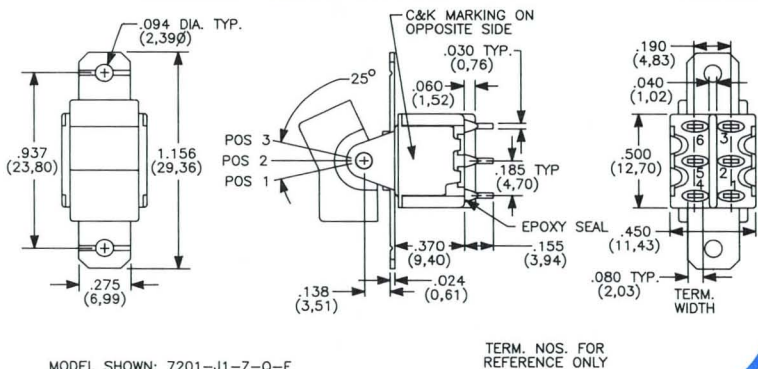 .094 DIA. TYP.
(2,39Ø)
.937
(23,80)
1.156
(29,36)
.275
(6,99)
C&K MARKING ON
OPPOSITE SIDE
.030 TYP.
(0,76)
.060
(1,52)
25°
POS 3
POS 2
POS 1
.185 TYP
(4,70)
EPOXY SEAL
.370
(9,40)
.155
(3,94)
.024
(0,61)
.138
(3,51)
.190
(4,83)
.040
(1,02)
.500
(12,70)
6 3
5 2
4 1
.450
(11,43)
.080 TYP.
(2,03)
TERM.
WIDTH
TERM. NOS. FOR
REFERENCE ONLY
MODEL SHOWN: 7201-J1-Z-Q-E